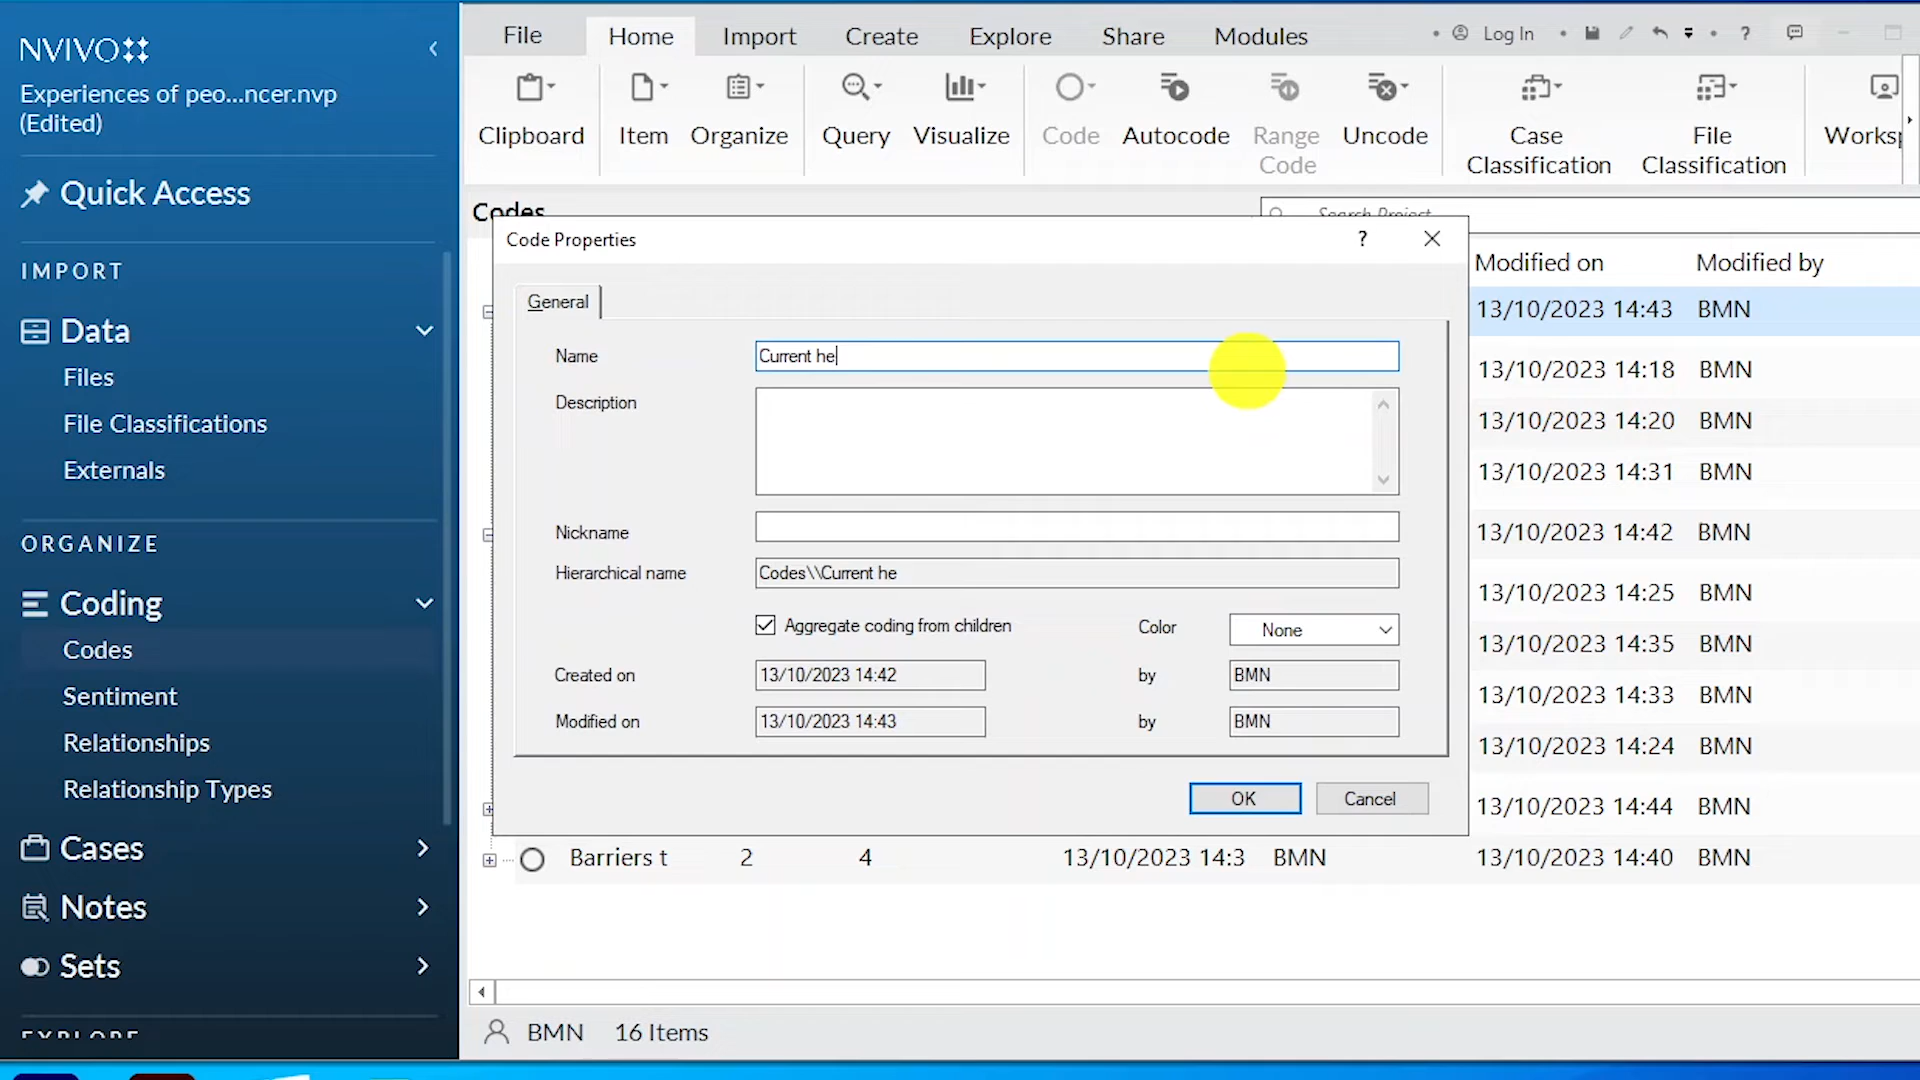 NVIVO
Experiences of peo...ncer.nvp
(Edited)
Quick Access
IMPORT
Data
Files
File Classifications
Externals
ORGANIZE
Coding
Codes
Sentiment
Relationships
Relationship Types
Cases
Notes
Sets
EXPLORE
File Home Import Create Explore Share Modules Log In ?
Clipboard Item Organize Query Visualize Code Autocode Range Code Uncode Case Classification File Classification Worksp
Codes
Search Project
Code Properties ?
General
Name Current he
Description
Nickname
Hierarchical name Codes\\Current he
Aggregate coding from children Color None
Created on 13/10/2023 14:42 by BMN
Modified on 13/10/2023 14:43 by BMN
OK Cancel
Modified on Modified by
13/10/2023 14:43 BMN
13/10/2023 14:18 BMN
13/10/2023 14:20 BMN
13/10/2023 14:31 BMN
13/10/2023 14:42 BMN
13/10/2023 14:25 BMN
13/10/2023 14:35 BMN
13/10/2023 14:33 BMN
13/10/2023 14:24 BMN
13/10/2023 14:44 BMN
Barriers t 2 4 13/10/2023 14:3 BMN 13/10/2023 14:40 BMN
BMN 16 Items